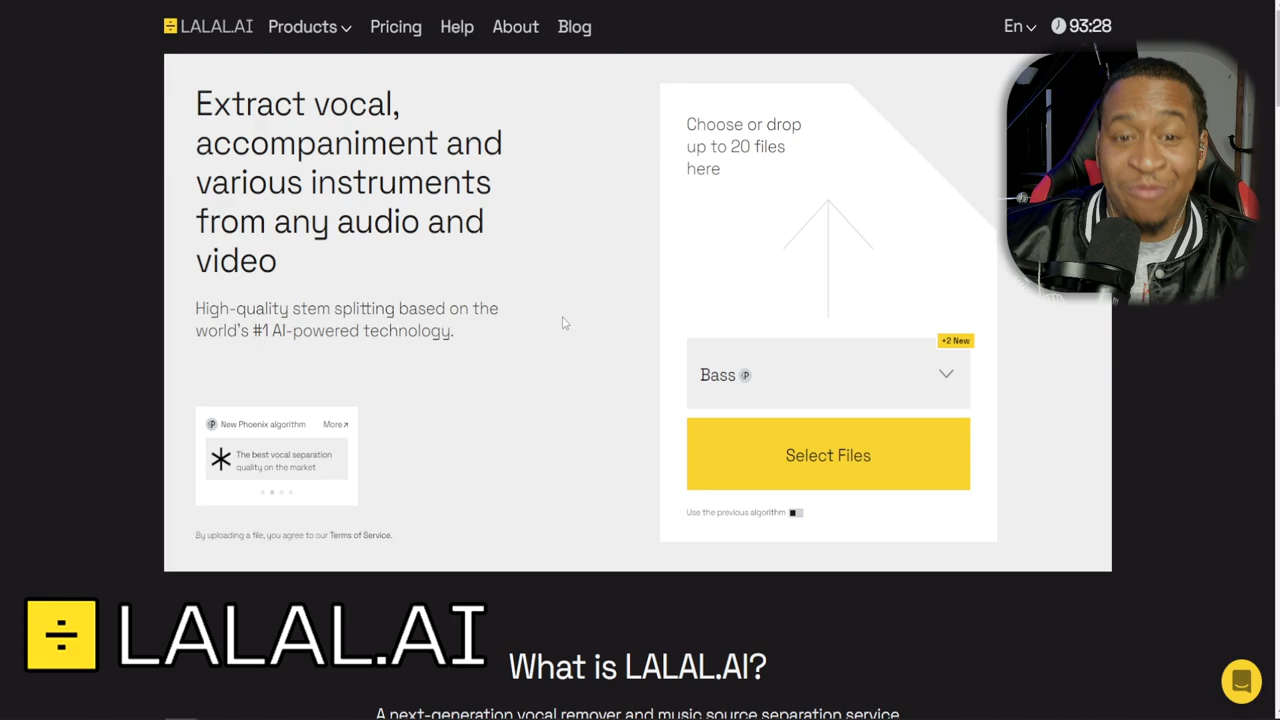 LALAL.AI Products Pricing Help About Blog En 93:28
Extract vocal,
accompaniment and
various instruments
from any audio and
video
High-quality stem splitting based on the
world's #1 AI-powered technology.
P New Phoenix algorithm More
The best vocal separation
quality on the market
By uploading a file, you agree to our Terms of Service.
Choose or drop
up to 20 files
here
+2 New
Bass P
Select Files
Use the previous algorithm
LALAL.AI
What is LALAL.AI?
A next-generation vocal remover and music source separation service